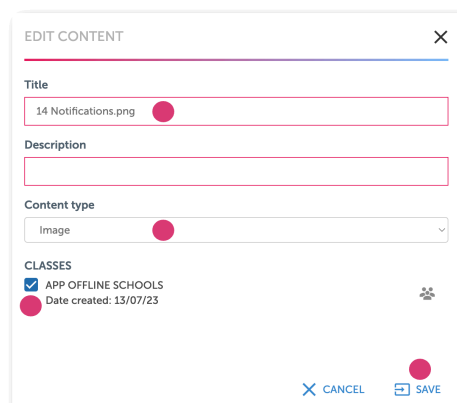 EDIT CONTENT
Title
14 Notifications.png
Description
Content type
Image
CLASSES
APP OFFLINE SCHOOLS
Date created: 13/07/23
CANCEL
SAVE